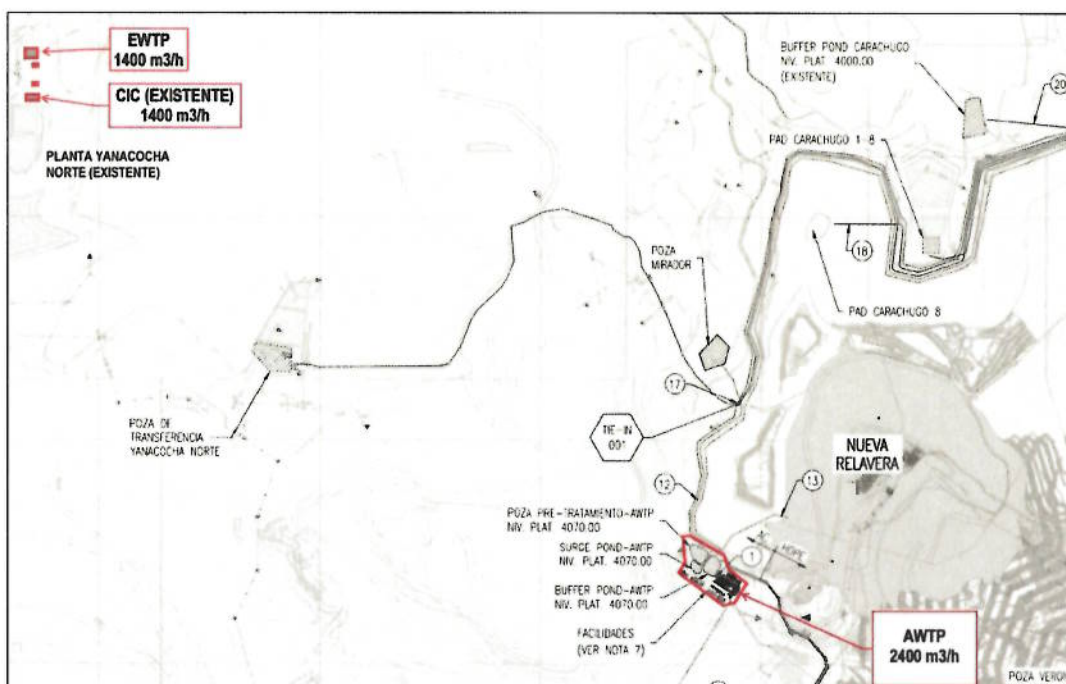 EWTP
1400 m3/h
CIC (EXISTENTE)
1400 m3/h
PLANTA YANACOCHA
NORTE (EXISTENTE)
BUFFER POND CARACHUGO
NIV. PLAT. 4000.00
(EXISTENTE)
20
PAD CARACHUGO 1-8
18
PAD CARACHUGO 8
POZA
MIRADOR
17
TIE-IN
001
POZA DE
TRANSFERENCIA
YANACOCHA NORTE
NUEVA
RELAVERA
12
13
POZA PRE-TRATAMIENTO-AWTP
NIV. PLAT. 4070.00
SURGE POND-AWTP
NIV. PLAT. 4070.00
1
HDPE
BUFFER POND-AWTP
NIV. PLAT. 4070.00
FACILIDADES
(VER NOTA 7)
AWTP
2400 m3/h
POZA